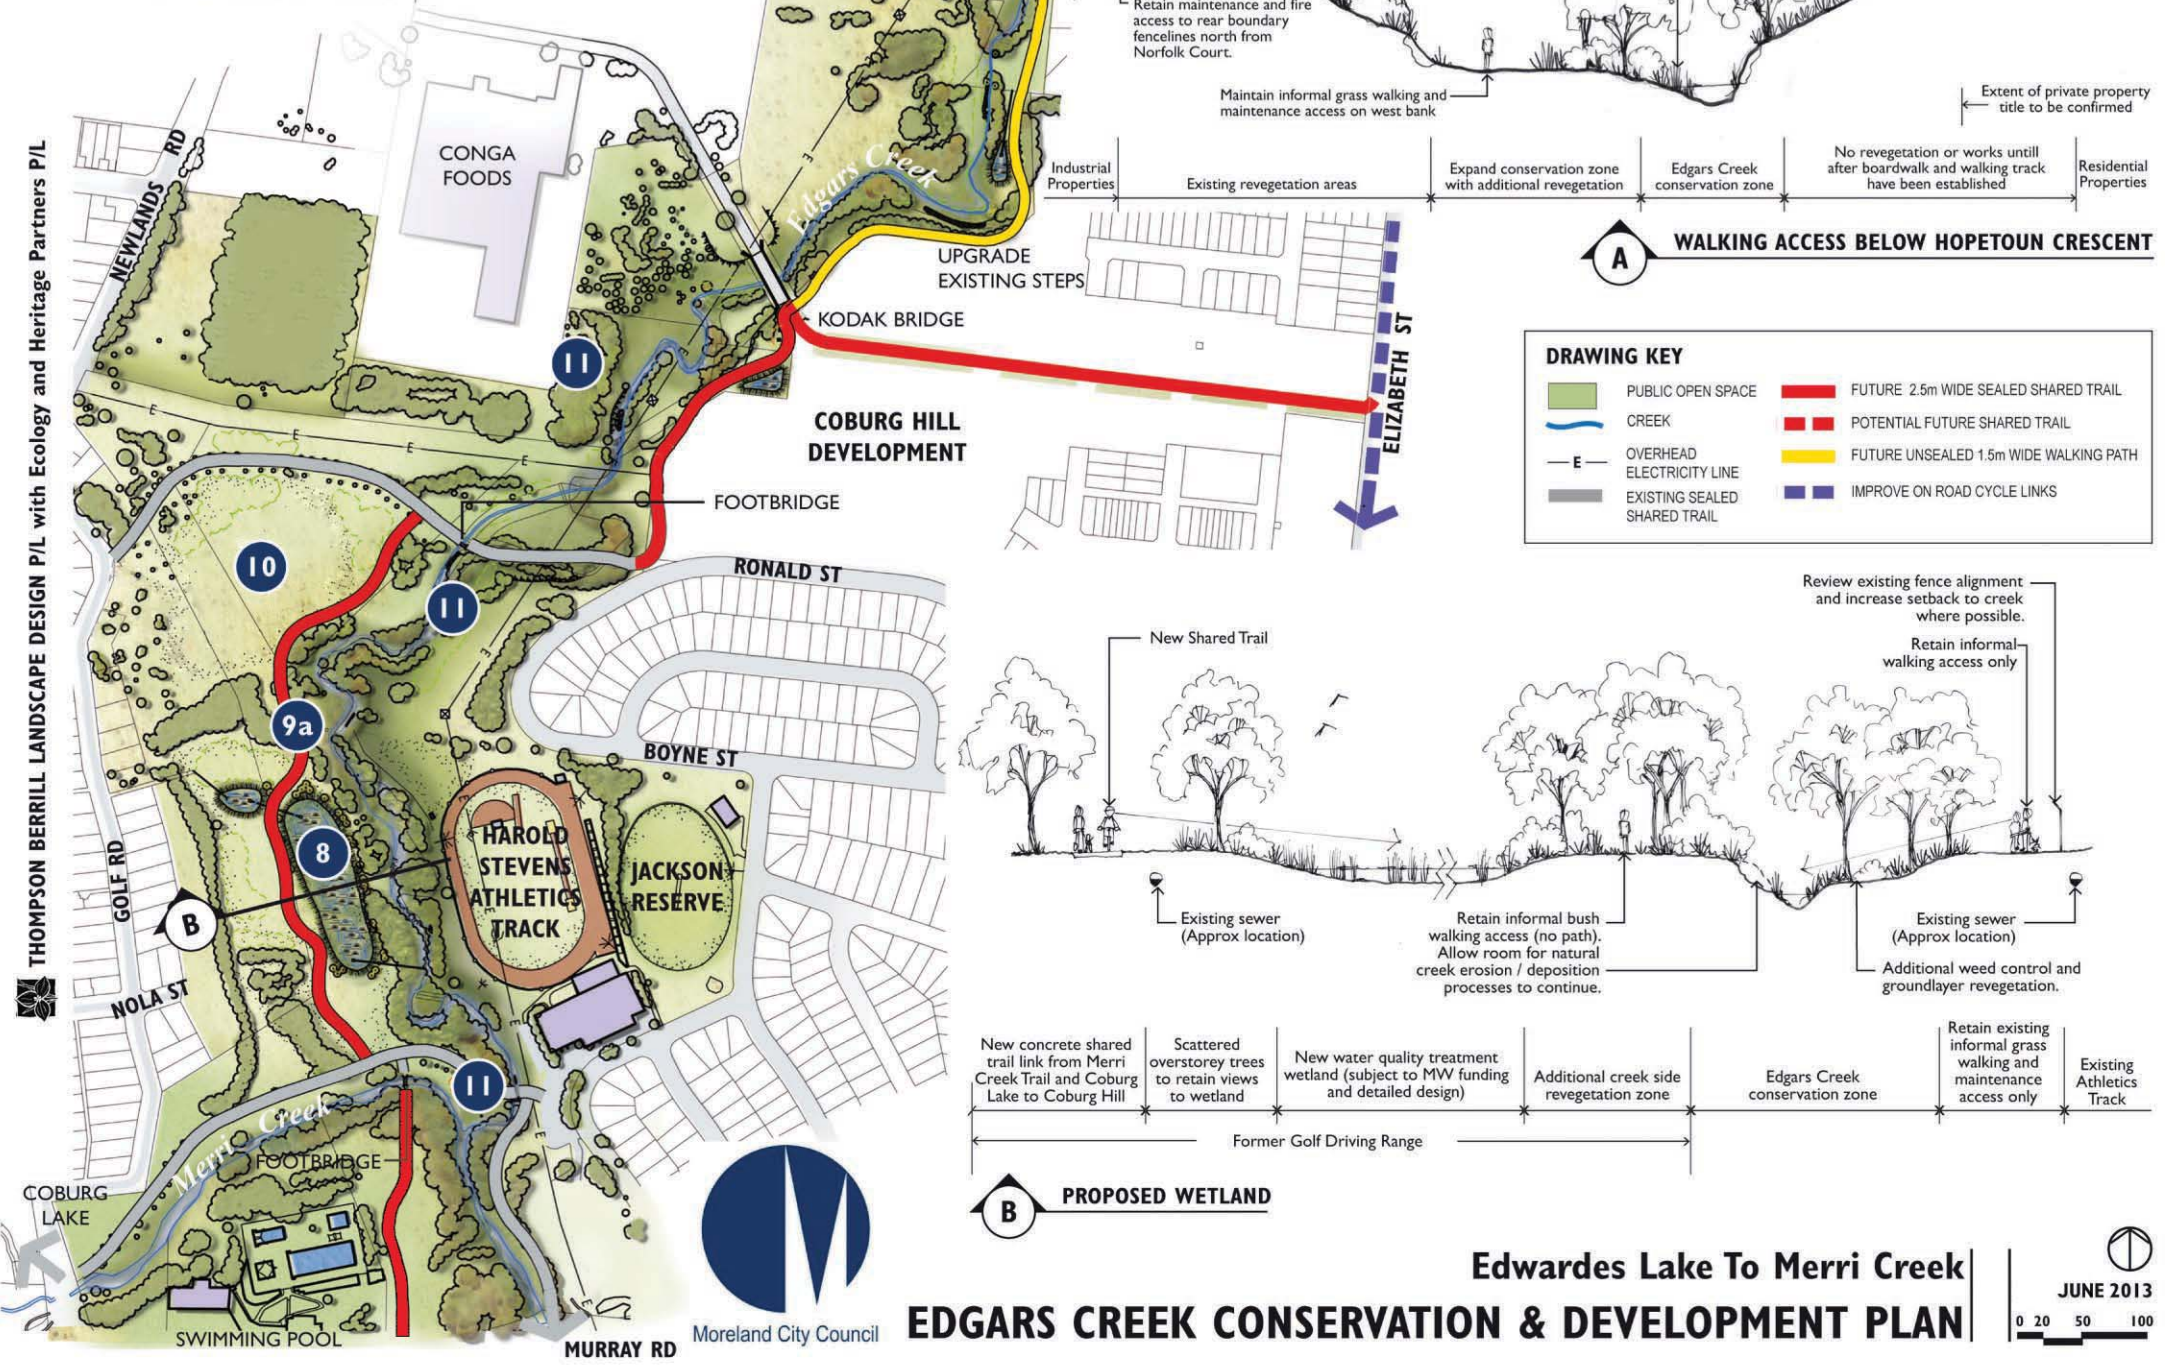 Retain maintenance and fire
access to rear boundary
fencelines north from
Norfolk Court.
Maintain informal grass walking and
maintenance access on west bank
Extent of private property
title to be confirmed
Industrial
Properties
Existing revegetation areas
Expand conservation zone
with additional revegetation
Edgars Creek
conservation zone
No revegetation or works untill
after boardwalk and walking track
have been established
Residential
Properties
A
WALKING ACCESS BELOW HOPETOUN CRESCENT
THOMPSON BERRILL LANDSCAPE DESIGN P/L with Ecology and Heritage Partners P/L
NEWLANDS RD
CONGA
FOODS
E
Edgars Creek
UPGRADE
EXISTING STEPS
KODAK BRIDGE
11
ELIZABETH ST
COBURG HILL
DEVELOPMENT
E
E
E
E
FOOTBRIDGE
10
11
RONALD ST
E
9a
BOYNE ST
E
8
HAROLD
STEVENS
ATHLETICS
TRACK
JACKSON
RESERVE
GOLF RD
B
NOLA ST
E
11
Merri Creek
FOOTBRIDGE
E
COBURG
LAKE
SWIMMING POOL
E
MURRAY RD
DRAWING KEY
PUBLIC OPEN SPACE
CREEK
E
OVERHEAD
ELECTRICITY LINE
EXISTING SEALED
SHARED TRAIL
FUTURE 2.5m WIDE SEALED SHARED TRAIL
POTENTIAL FUTURE SHARED TRAIL
FUTURE UNSEALED 1.5m WIDE WALKING PATH
IMPROVE ON ROAD CYCLE LINKS
New Shared Trail
Review existing fence alignment
and increase setback to creek
where possible.
Retain informal
walking access only
Existing sewer
(Approx location)
Retain informal bush
walking access (no path).
Allow room for natural
creek erosion / deposition
processes to continue.
Existing sewer
(Approx location)
Additional weed control and
groundlayer revegetation.
New concrete shared
trail link from Merri
Creek Trail and Coburg
Lake to Coburg Hill
Scattered
overstorey trees
to retain views
to wetland
New water quality treatment
wetland (subject to MW funding
and detailed design)
Additional creek side
revegetation zone
Edgars Creek
conservation zone
Retain existing
informal grass
walking and
maintenance
access only
Existing
Athletics
Track
Former Golf Driving Range
B
PROPOSED WETLAND
Moreland City Council
Edwardes Lake To Merri Creek
EDGARS CREEK CONSERVATION & DEVELOPMENT PLAN
JUNE 2013
0 20 50 100